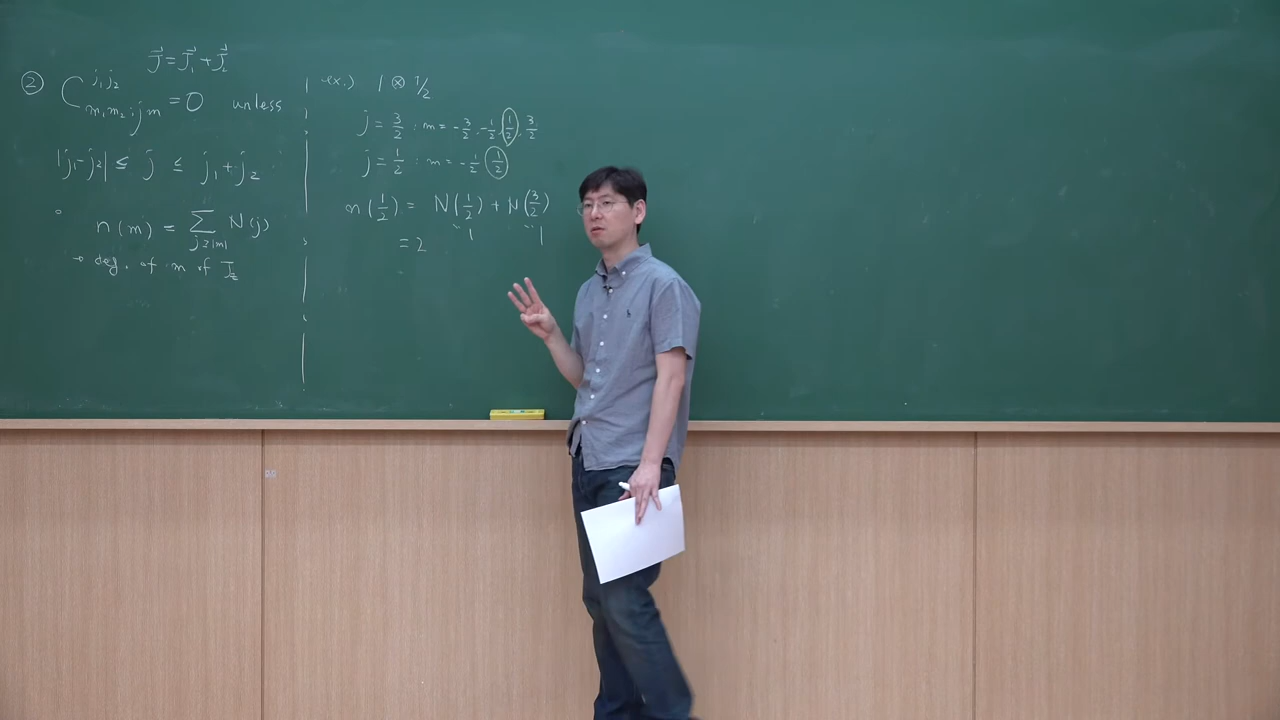 J⃗ = J⃗₁ + J⃗₂
② C^{j₁j₂}_{m₁m₂;jm} = 0 unless
|j₁-j₂| ≤ j ≤ j₁+j₂
n(m) = ∑_{j≥|m|} N(j)
→ deg. of m of J_z
ex.) 1 ⊗ 1/2
j = 3/2 : m = -3/2, -1/2, 1/2, 3/2
j = 1/2 : m = -1/2, 1/2
n(1/2) = N(1/2) + N(3/2)
1 1
= 2